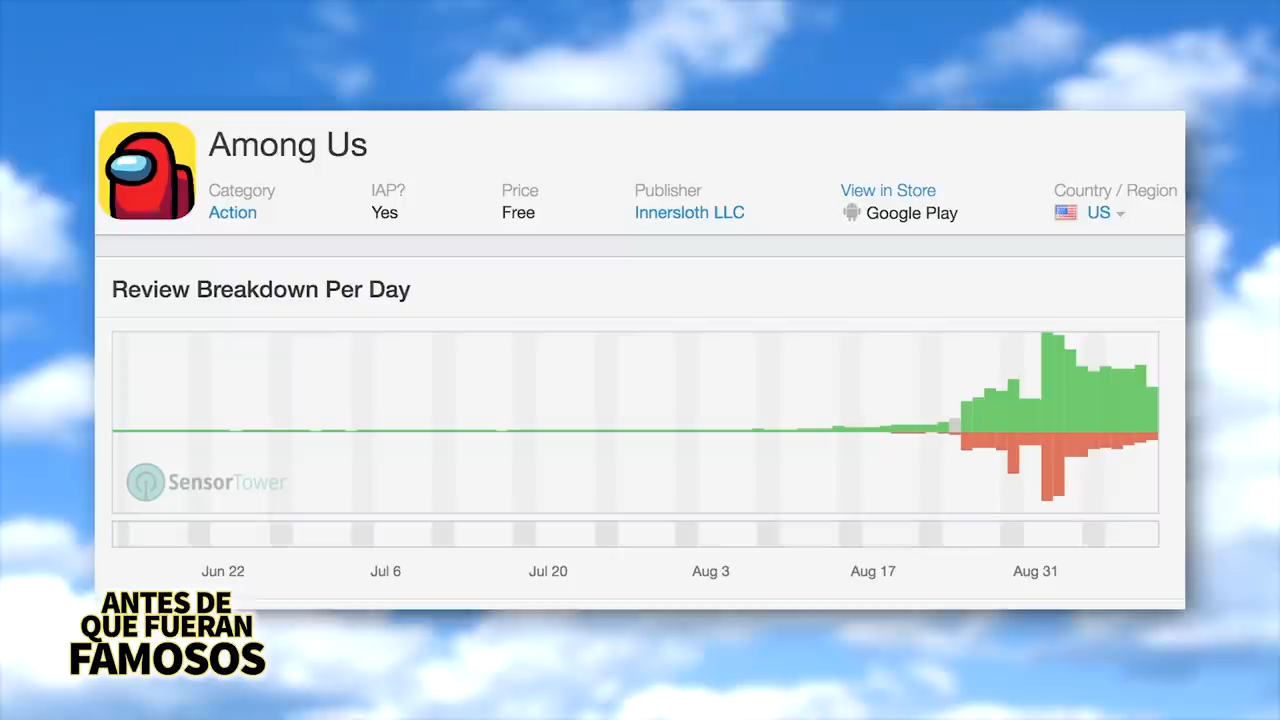 Among Us
Category IAP? Price Publisher View in Store Country / Region
Action Yes Free Innersloth LLC Google Play US
Review Breakdown Per Day
SensorTower
Jun 22 Jul 6 Jul 20 Aug 3 Aug 17 Aug 31
ANTES DE
QUE FUERAN
FAMOSOS